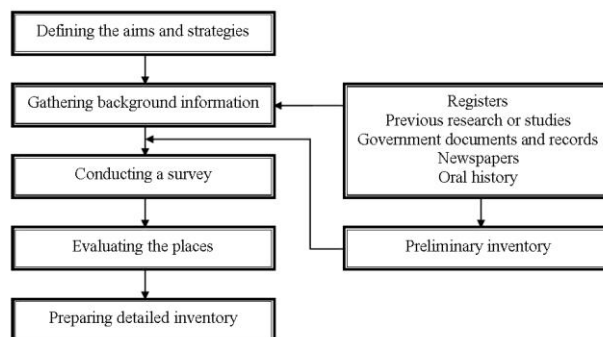 Defining the aims and strategies
Gathering background information
Conducting a survey
Evaluating the places
Preparing detailed inventory
Registers
Previous research or studies
Government documents and records
Newspapers
Oral history
Preliminary inventory